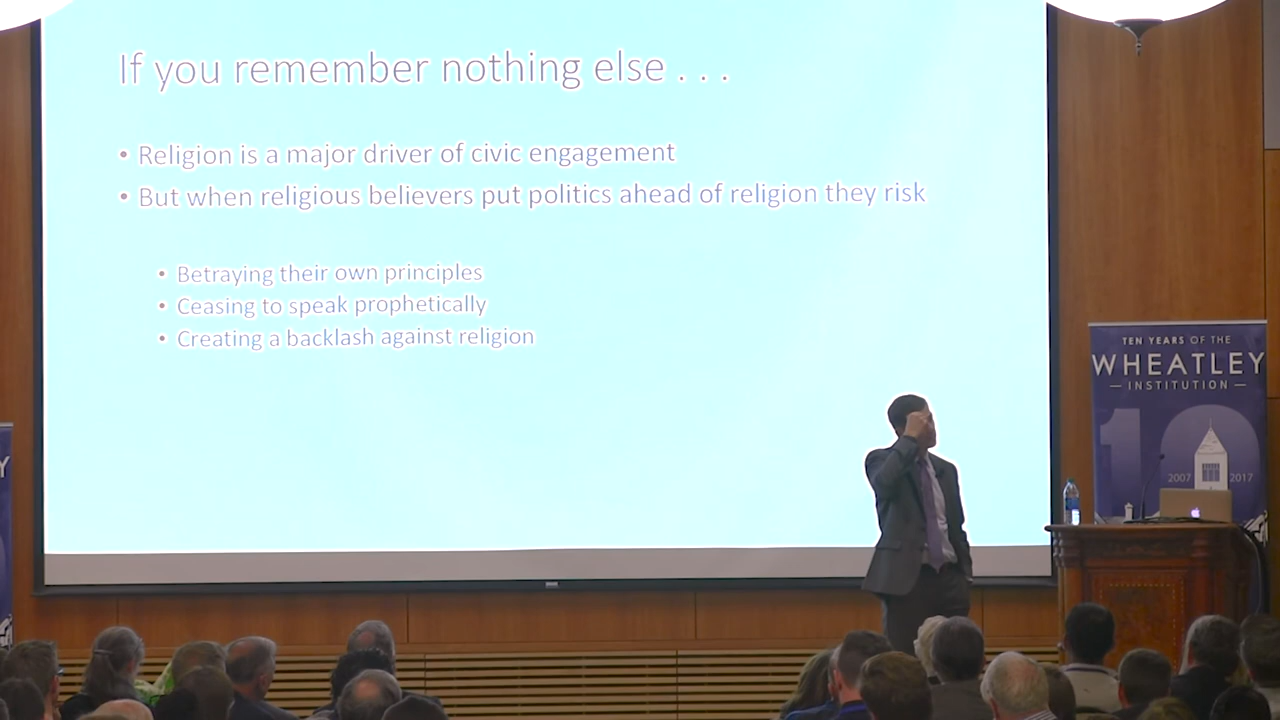 If you remember nothing else . . .
• Religion is a major driver of civic engagement
• But when religious believers put politics ahead of religion they risk
• Betraying their own principles
• Ceasing to speak prophetically
• Creating a backlash against religion
TEN YEARS OF THE
WHEATLEY
— INSTITUTION —
10
2007 2017
Y